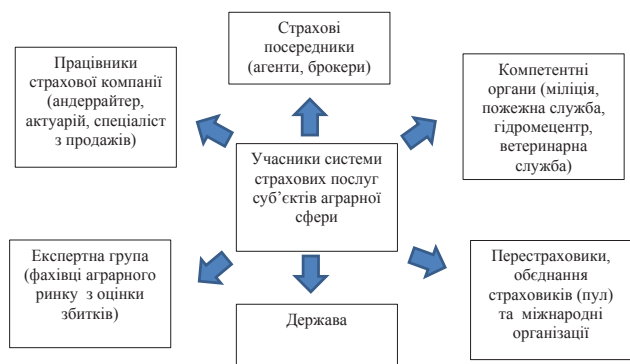 Страхові
посередники
(агенти, брокери)
Працівники
страхової компанії
(андеррайтер,
актуарій, спеціаліст
з продажів)
Компетентні
органи (міліція,
пожежна служба,
гідромецентр,
ветеринарна
служба)
Учасники системи
страхових послуг
суб’єктів аграрної
сфери
Експертна група
(фахівці аграрного
ринку з оцінки
збитків)
Держава
Перестраховики,
обєднання
страховиків (пул)
та міжнародні
організації